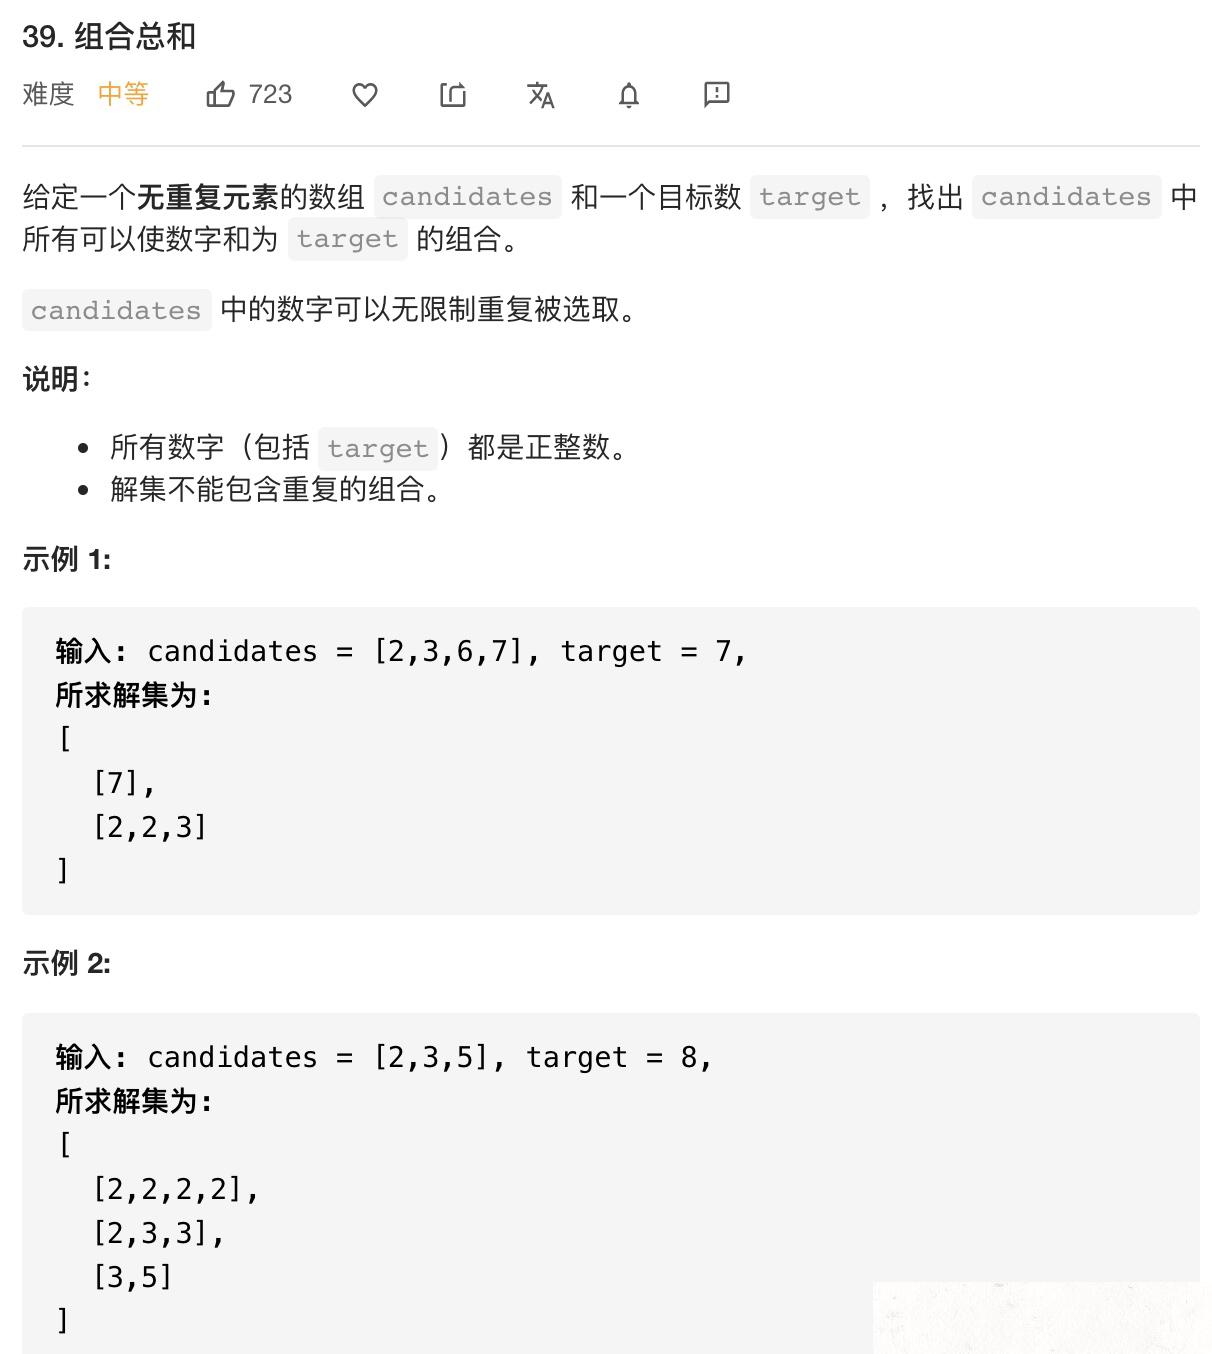 39. 组合总和
难度 中等 723
给定一个无重复元素的数组 candidates 和一个目标数 target ，找出 candidates 中
所有可以使数字和为 target 的组合。
candidates 中的数字可以无限制重复被选取。
说明：
所有数字（包括 target）都是正整数。
解集不能包含重复的组合。
示例 1:
输入: candidates = [2,3,6,7], target = 7,
所求解集为:
[
[7],
[2,2,3]
]
示例 2:
输入: candidates = [2,3,5], target = 8,
所求解集为:
[
[2,2,2,2],
[2,3,3],
[3,5]
]